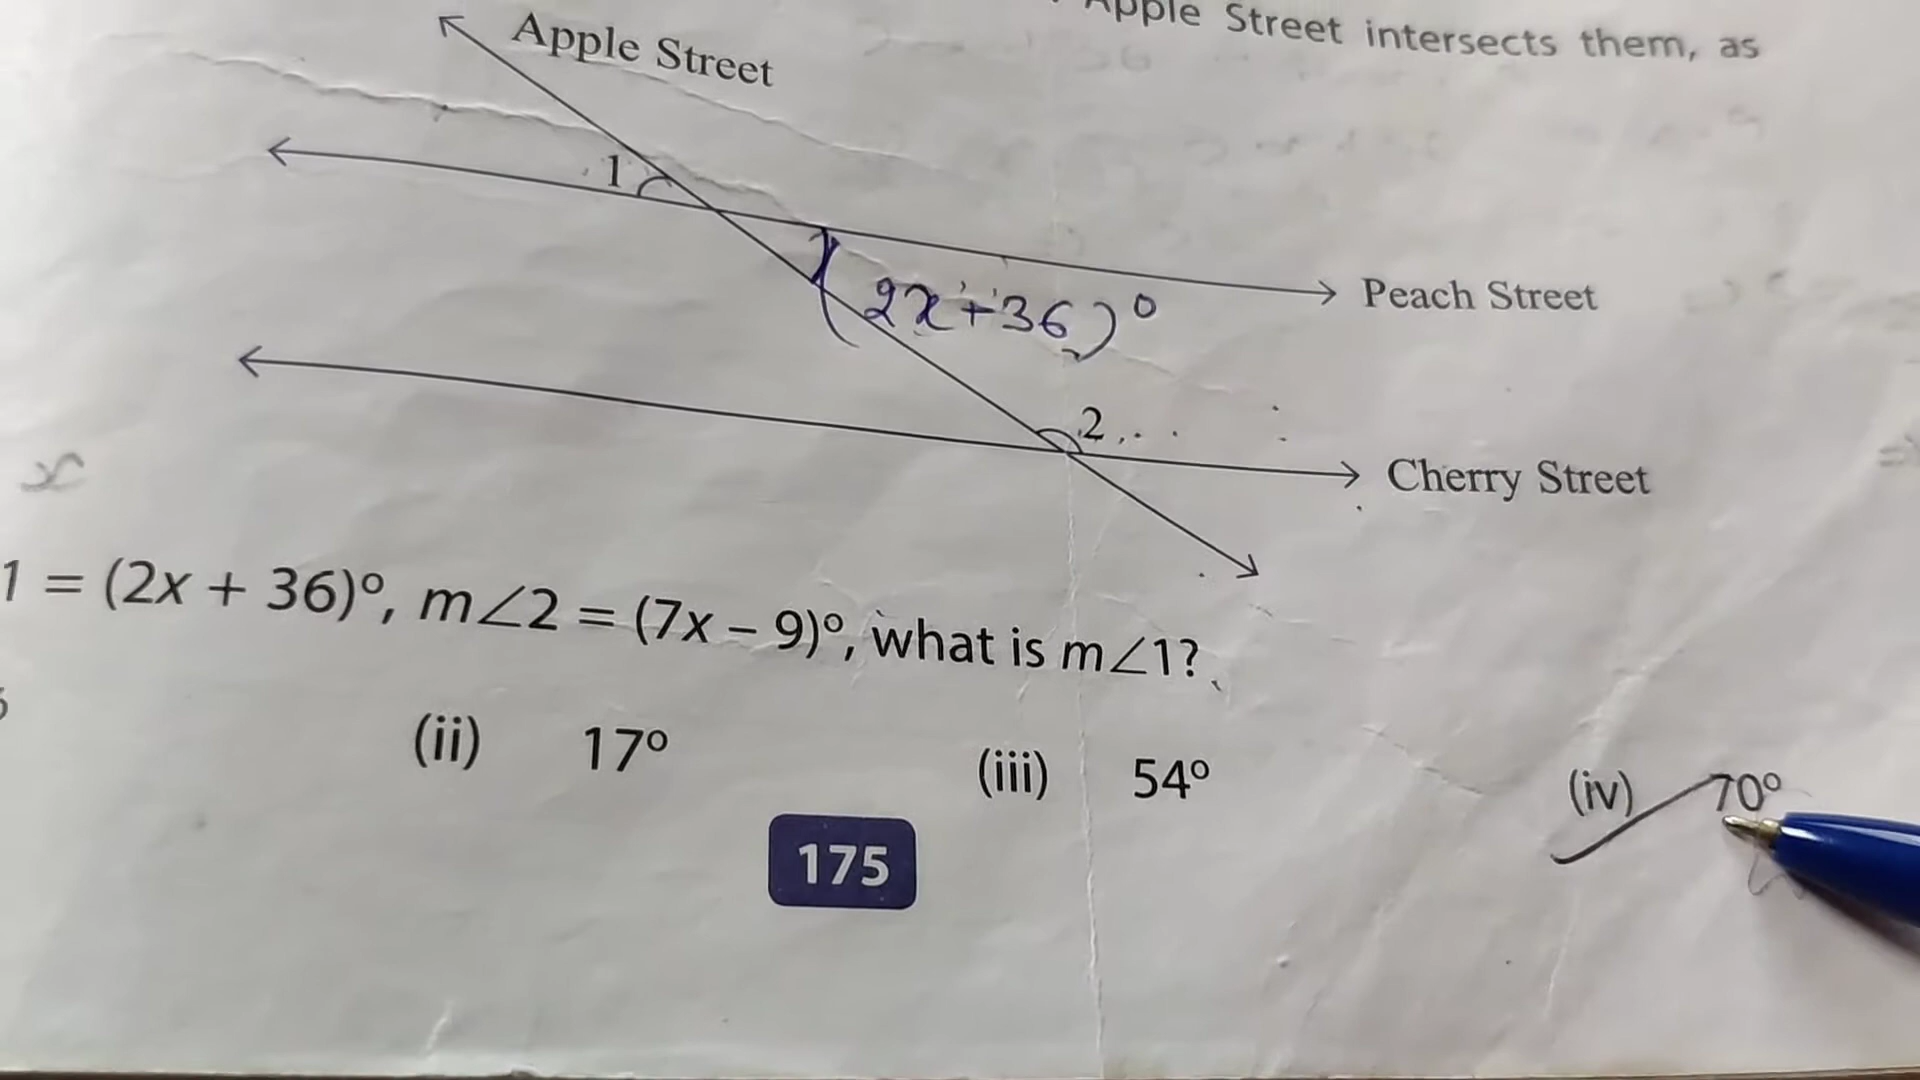 Apple Street intersects them, as
Apple Street
1
(2x+36)°
Peach Street
2
Cherry Street
x
1 = (2x + 36)°, m∠2 = (7x – 9)°, what is m∠1?
(ii) 17° (iii) 54° (iv) 70°
175